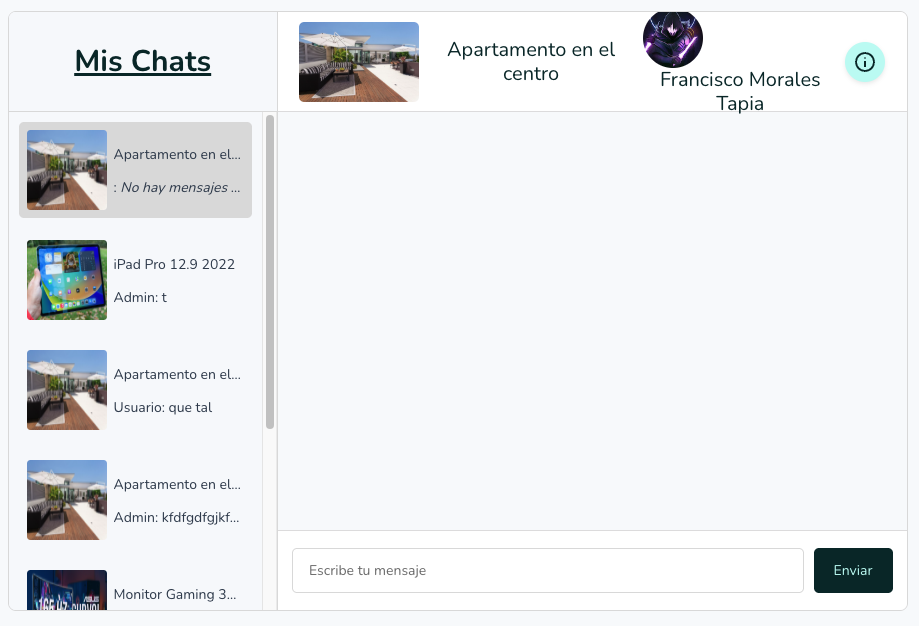 Mis Chats
Apartamento en el
centro
Francisco Morales
Tapia
Apartamento en el...
: No hay mensajes ...
iPad Pro 12.9 2022
Admin: t
Apartamento en el...
Usuario: que tal
Apartamento en el...
Admin: kfdfgdfgjkf...
Monitor Gaming 3...
Escribe tu mensaje
Enviar